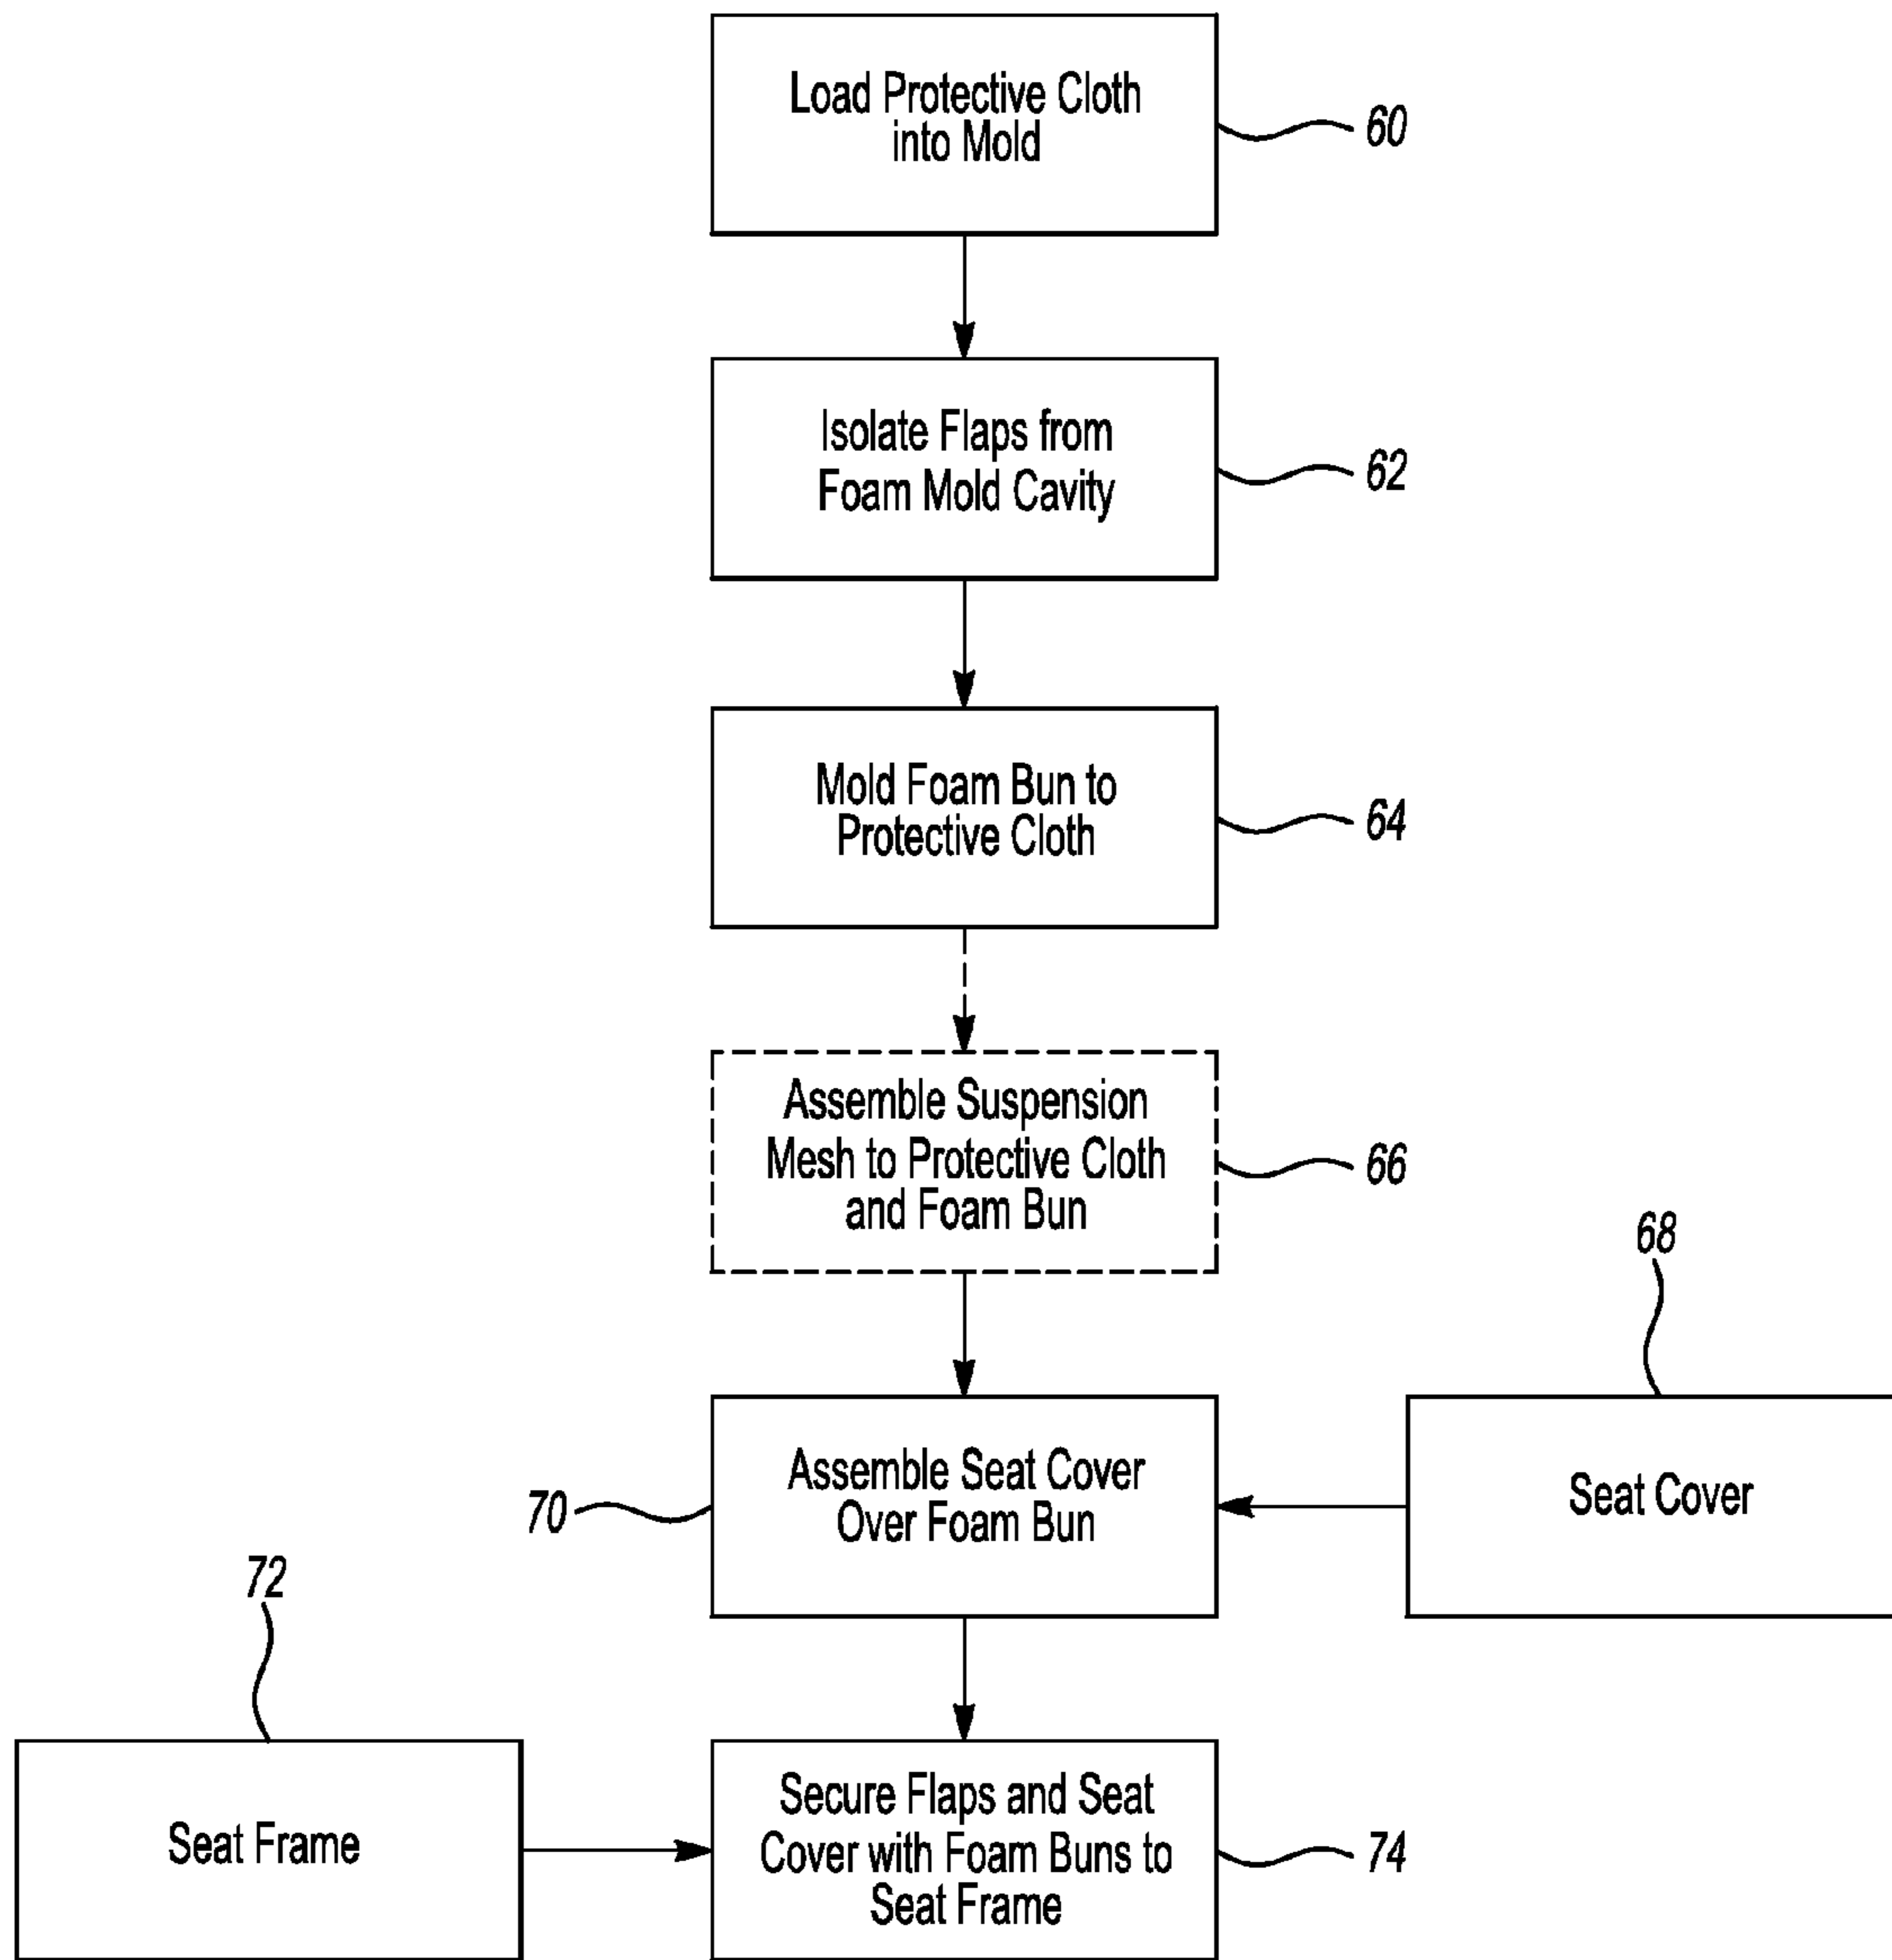 Load Protective Cloth
into Mold
60
Isolate Flaps from
Foam Mold Cavity
62
Mold Foam Bun to
Protective Cloth
64
Assemble Suspension
Mesh to Protective Cloth
and Foam Bun
66
68
Assemble Seat Cover
Over Foam Bun
70
Seat Cover
72
Seat Frame
Secure Flaps and Seat
Cover with Foam Buns to
Seat Frame
74